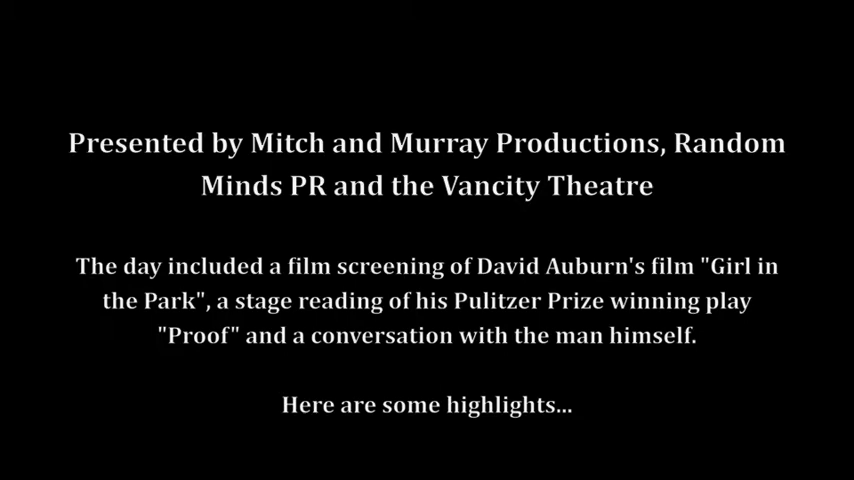 Presented by Mitch and Murray Productions, Random
Minds PR and the Vancity Theatre
The day included a film screening of David Auburn's film "Girl in
the Park", a stage reading of his Pulitzer Prize winning play
"Proof" and a conversation with the man himself.
Here are some highlights...